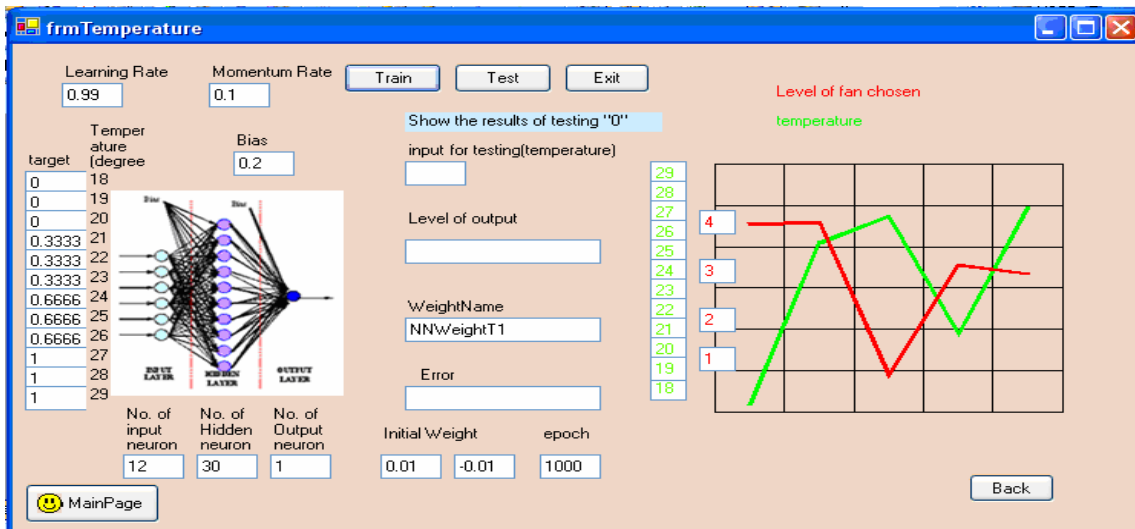 frmTemperature
Learning Rate
Momentum Rate
0.99
0.1
Train
Test
Exit
Level of fan chosen
temperature
Show the results of testing "0"
Temper
ature
(degree
target
Bias
0.2
input for testing(temperature)
0
18
0
19
0
20
0.3333
21
0.3333
22
0.3333
23
0.6666
24
0.6666
25
0.6666
26
1
27
1
28
1
29
Bias
Bias
INPUT
LAYER
HIDDEN
LAYER
OUTPUT
LAYER
Level of output
WeightName
NNWeightT1
Error
29
28
27
26
25
24
23
22
21
20
19
18
4
3
2
1
No. of
input
neuron
No. of
Hidden
neuron
No. of
Output
neuron
12
30
1
Initial Weight
epoch
0.01
-0.01
1000
MainPage
Back